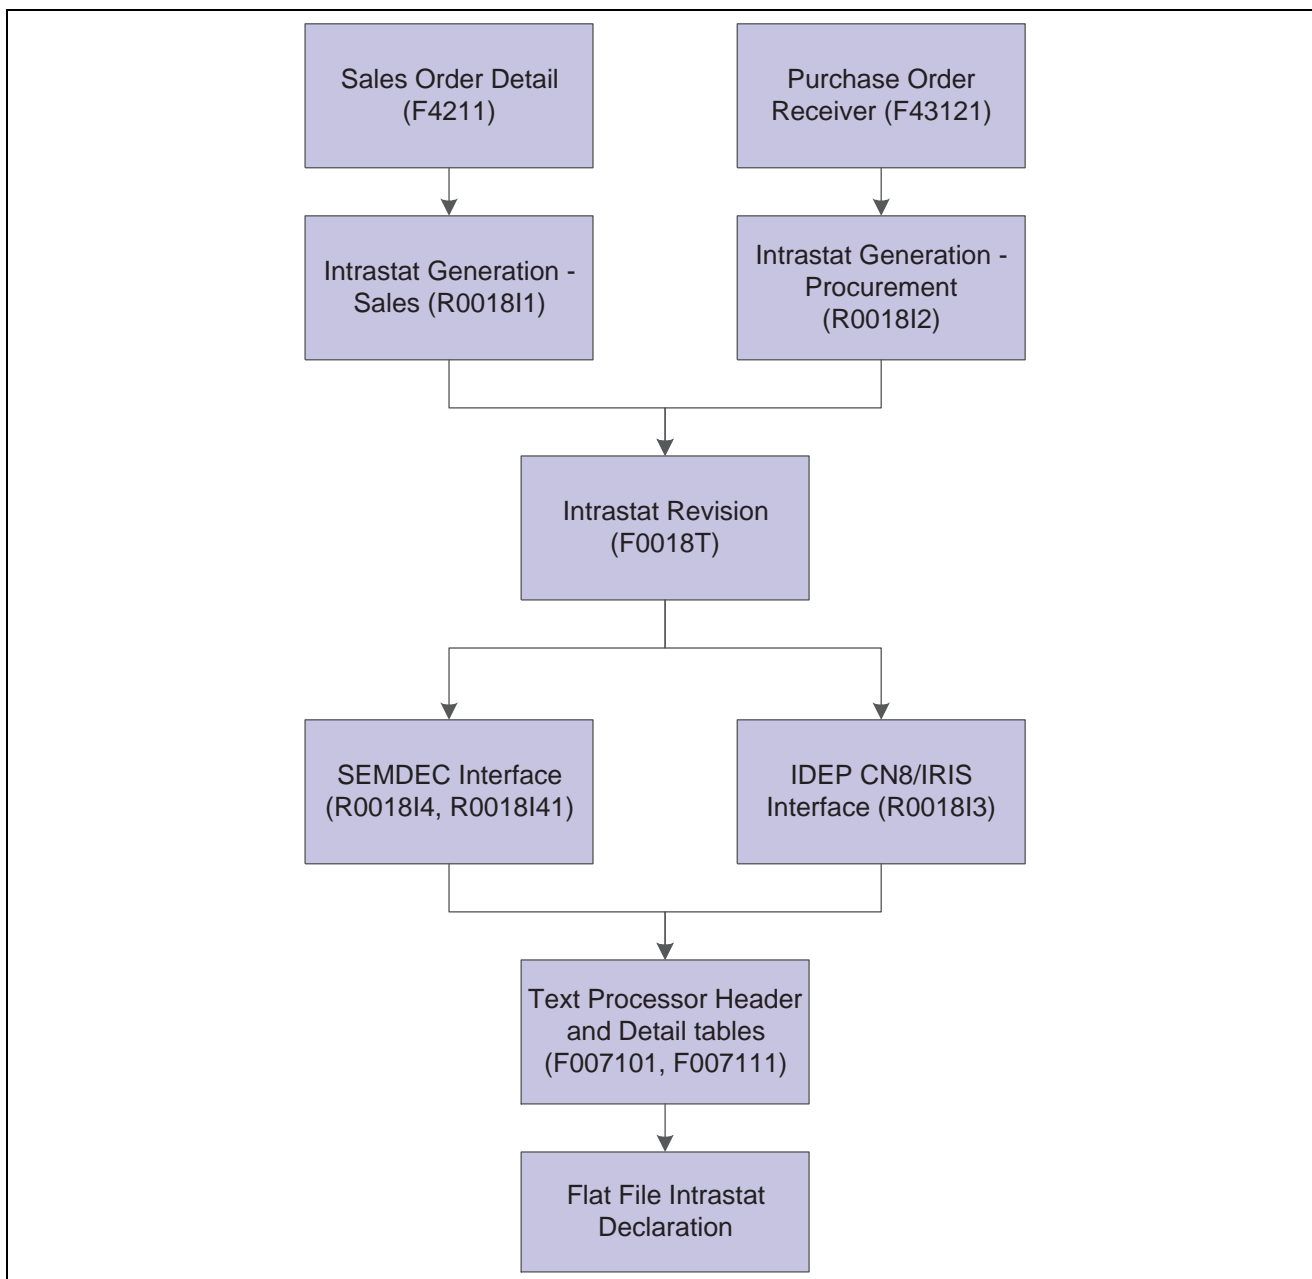 Sales Order Detail
(F4211)
Purchase Order
Receiver (F43121)
Intrastat Generation -
Sales (R0018I1)
Intrastat Generation -
Procurement
(R0018I2)
Intrastat Revision
(F0018T)
SEMDEC Interface
(R0018I4, R0018I41)
IDEP CN8/IRIS
Interface (R0018I3)
Text Processor Header
and Detail tables
(F007101, F007111)
Flat File Intrastat
Declaration